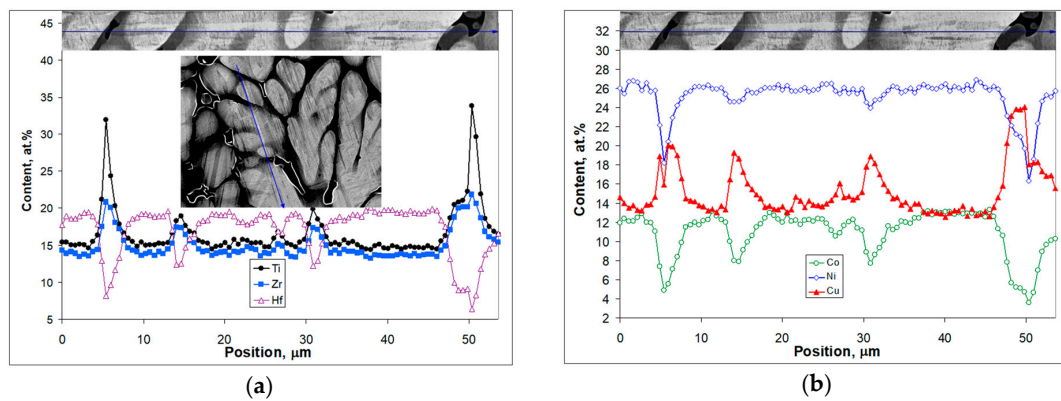 45
40
35
30
25
20
15
10
5
Content, at.%
0 10 20 30 40 50
Position, µm
Ti
Zr
Hf
(a)
32
30
28
26
24
22
20
18
16
14
12
10
8
6
4
2
Content, at.%
0 10 20 30 40 50
Position, µm
Co
Ni
Cu
(b)